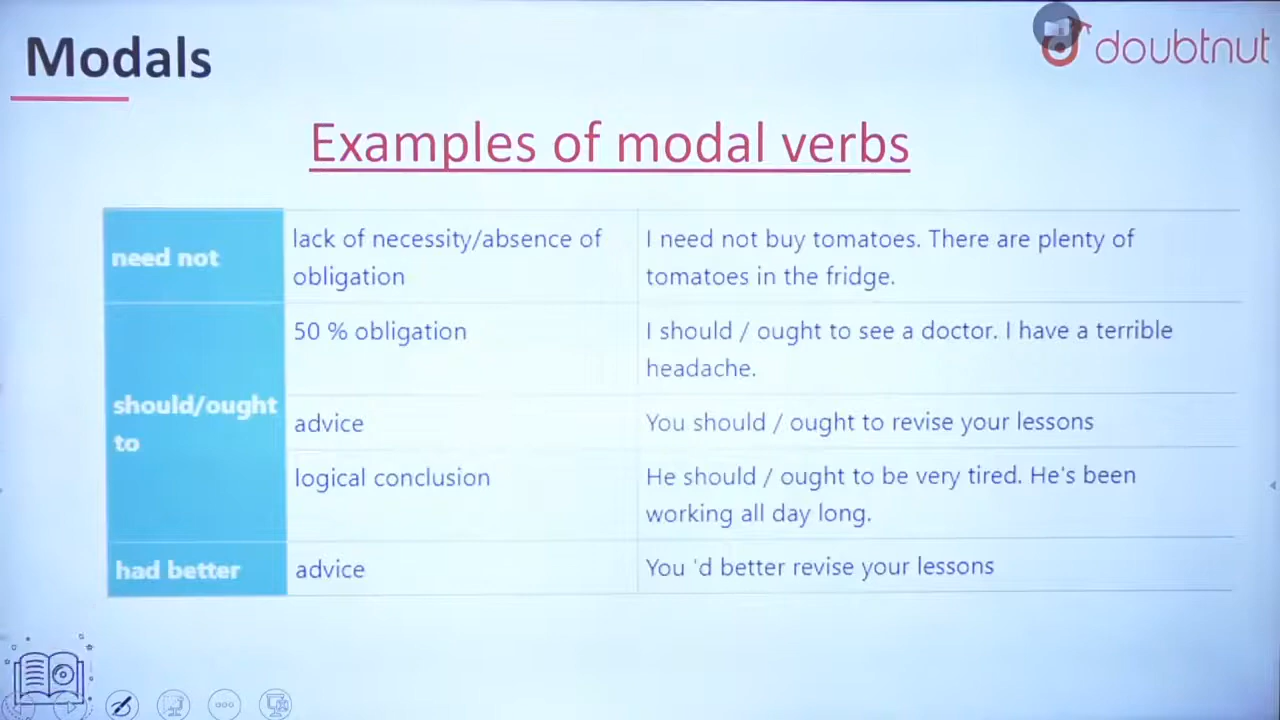 Modals
doubtnut
Examples of modal verbs
need not
lack of necessity/absence of
obligation
I need not buy tomatoes. There are plenty of
tomatoes in the fridge.
should/ought
to
50 % obligation
I should / ought to see a doctor. I have a terrible
headache.
advice
You should / ought to revise your lessons
logical conclusion
He should / ought to be very tired. He's been
working all day long.
had better
advice
You 'd better revise your lessons